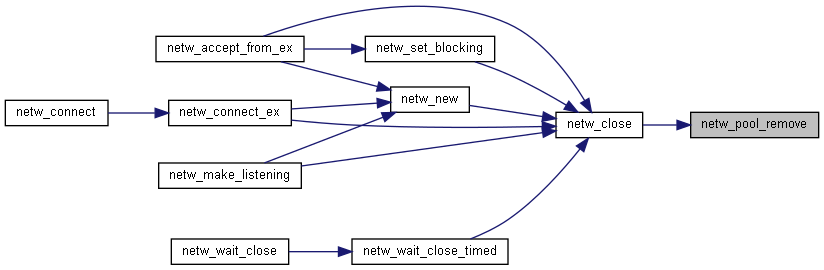 netw_accept_from_ex
netw_set_blocking
netw_new
netw_connect
netw_connect_ex
netw_close
netw_pool_remove
netw_make_listening
netw_wait_close
netw_wait_close_timed